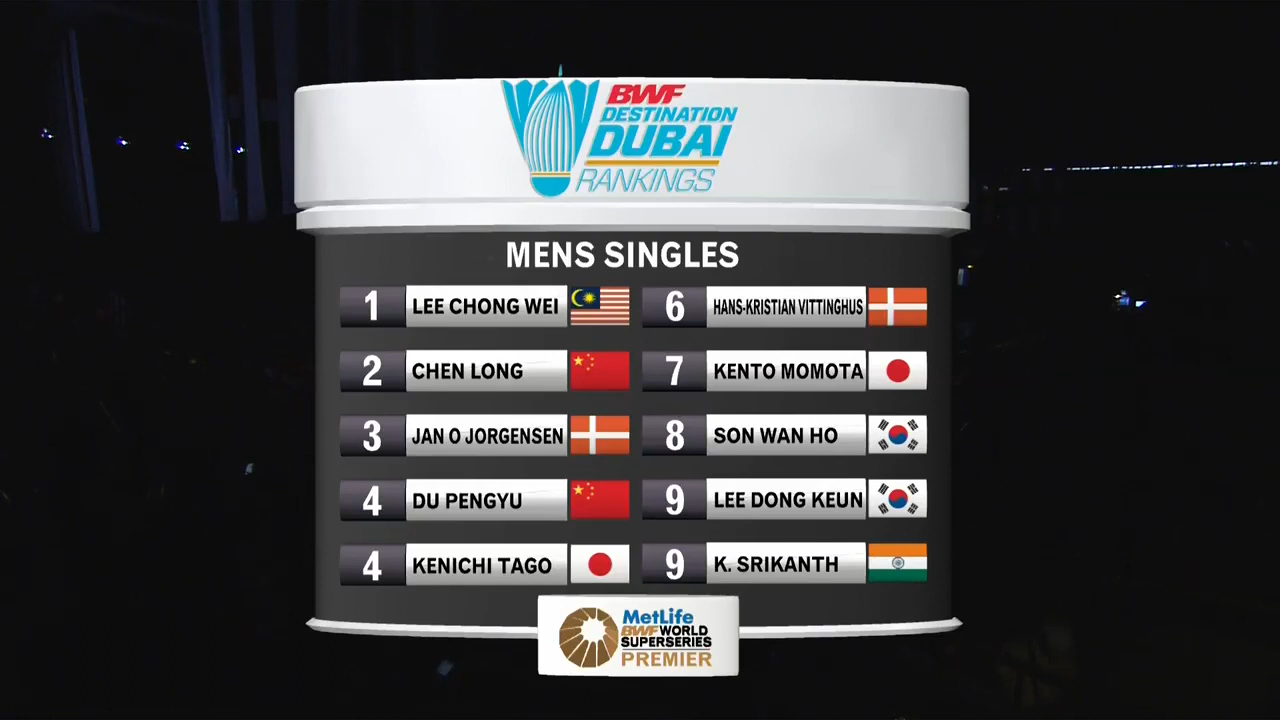 BWF
DESTINATION
DUBAI
RANKINGS
MENS SINGLES
1 LEE CHONG WEI
2 CHEN LONG
3 JAN O JORGENSEN
4 DU PENGYU
4 KENICHI TAGO
6 HANS-KRISTIAN VITTINGHUS
7 KENTO MOMOTA
8 SON WAN HO
9 LEE DONG KEUN
9 K. SRIKANTH
MetLife
BWF WORLD
SUPERSERIES
PREMIER